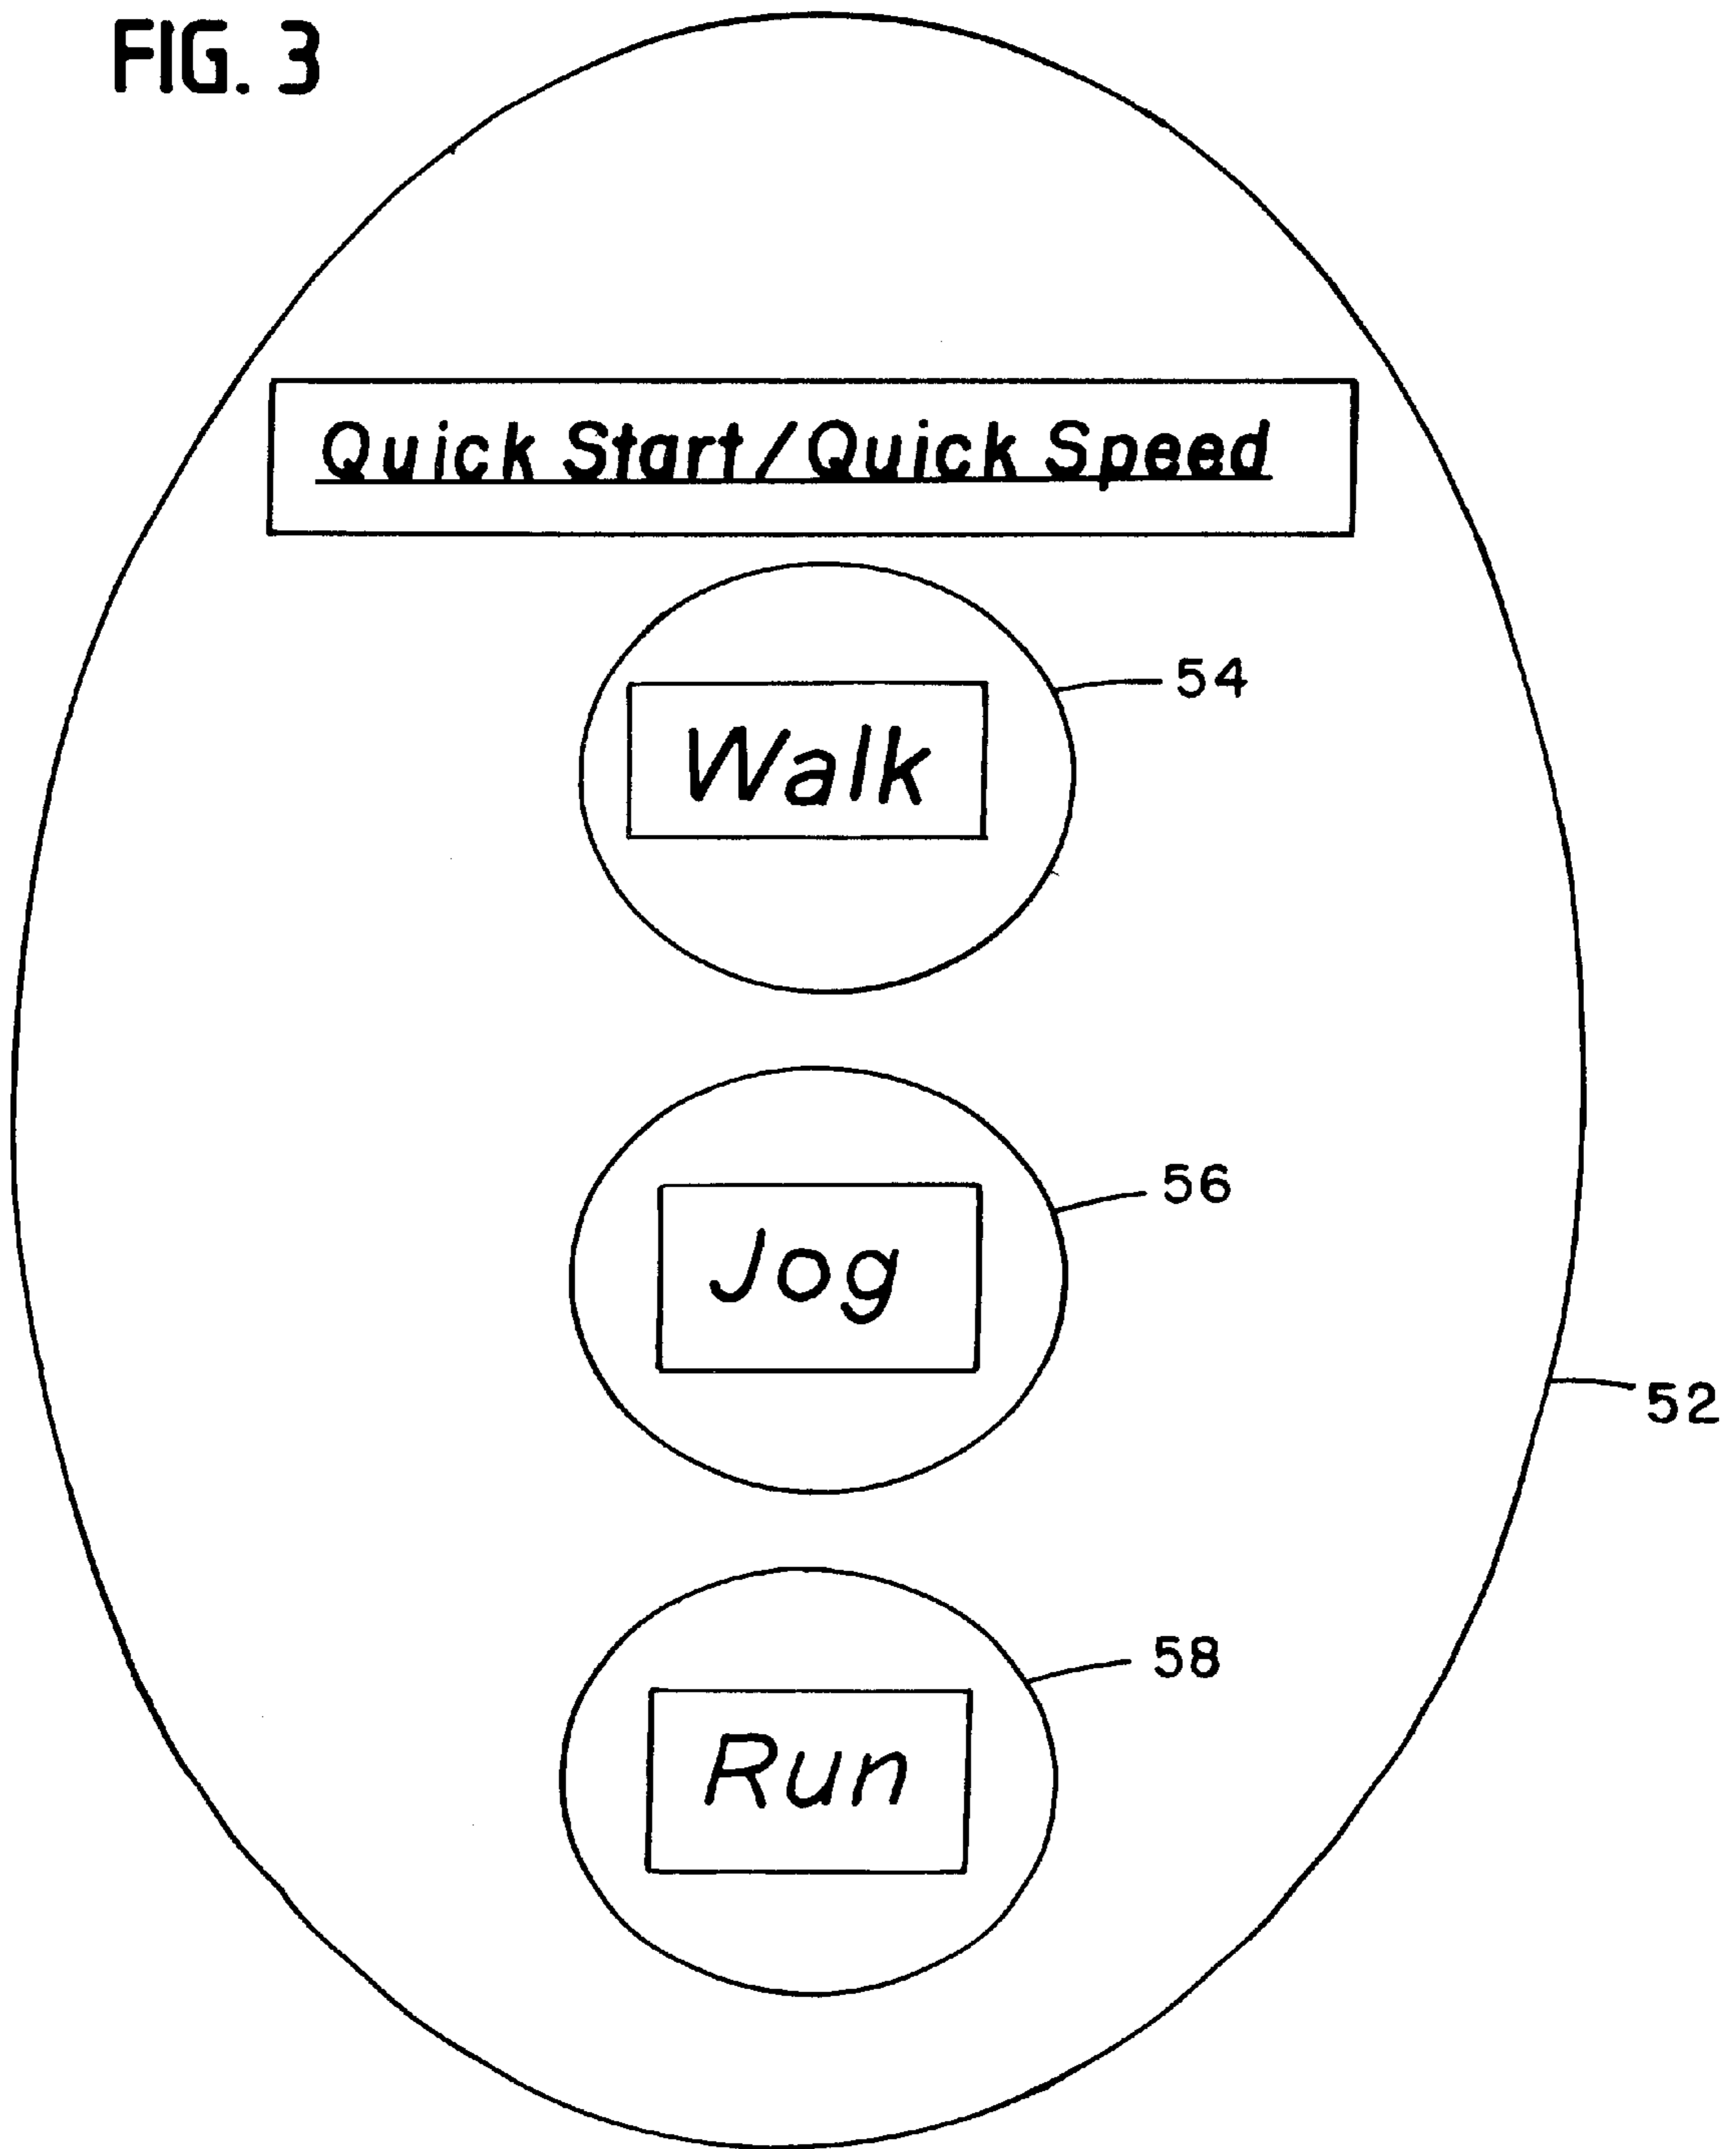 FIG. 3
Quick Start/Quick Speed
54
Walk
56
Jog
52
58
Run